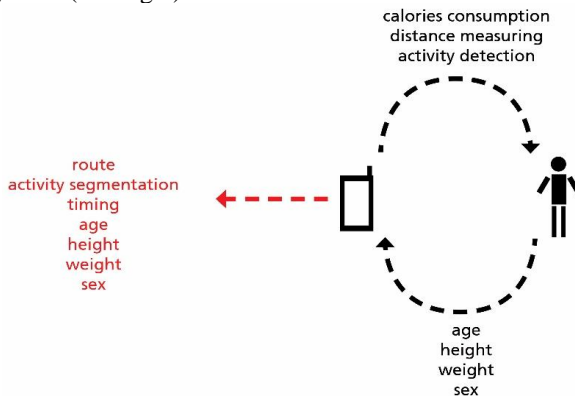 calories consumption
distance measuring
activity detection
route
activity segmentation
timing
age
height
weight
sex
age
height
weight
sex